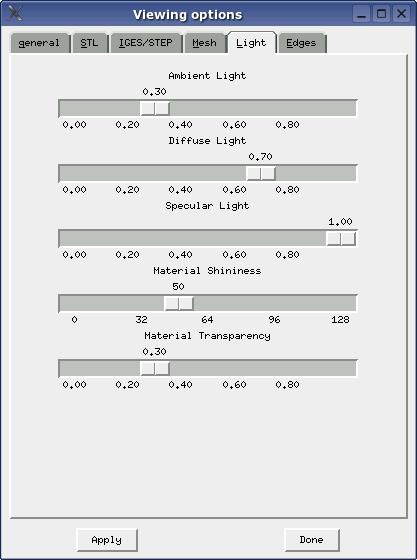 Viewing options
general STL IGES/STEP Mesh Light Edges
Ambient Light
0.30
0.00 0.20 0.40 0.60 0.80
Diffuse Light
0.70
0.00 0.20 0.40 0.60 0.80
Specular Light
1.00
0.00 0.20 0.40 0.60 0.80
Material Shininess
50
0 32 64 96 128
Material Transparency
0.30
0.00 0.20 0.40 0.60 0.80
Apply Done